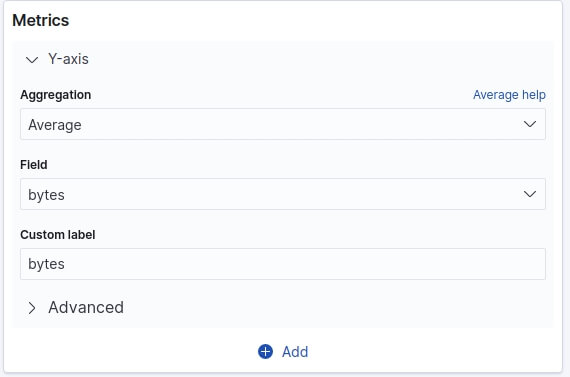 Metrics
Y-axis
Aggregation Average help
Average
Field
bytes
Custom label
bytes
Advanced
Add